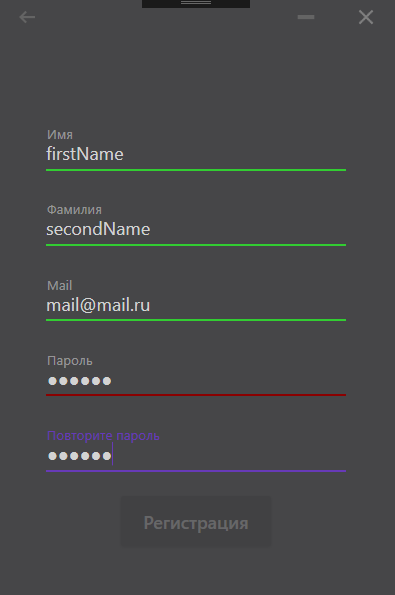 Имя
firstName
Фамилия
secondName
Mail
mail@mail.ru
Пароль
●●●●●●
Повторите пароль
●●●●●●
Регистрация